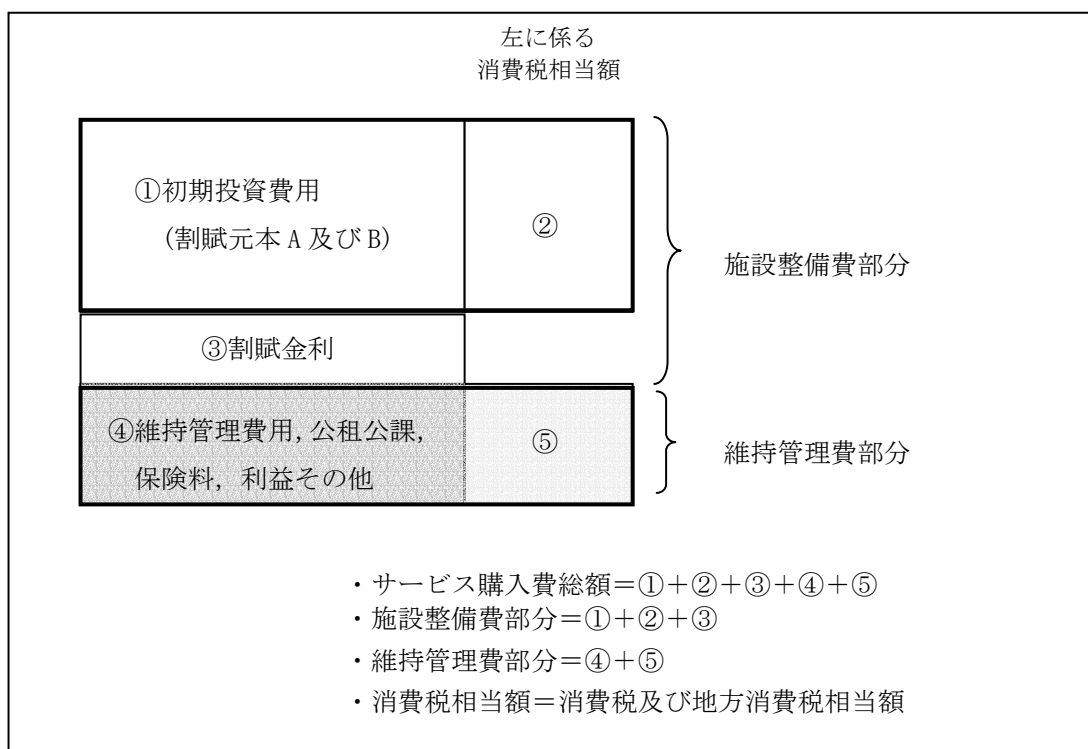 左に係る
消費税相当額
①初期投資費用
(割賦元本 A 及び B)
②
施設整備費部分
③割賦金利
④維持管理費用, 公租公課,
保険料, 利益その他
⑤
維持管理費部分
・サービス購入費総額＝①＋②＋③＋④＋⑤
・施設整備費部分＝①＋②＋③
・維持管理費部分＝④＋⑤
・消費税相当額＝消費税及び地方消費税相当額